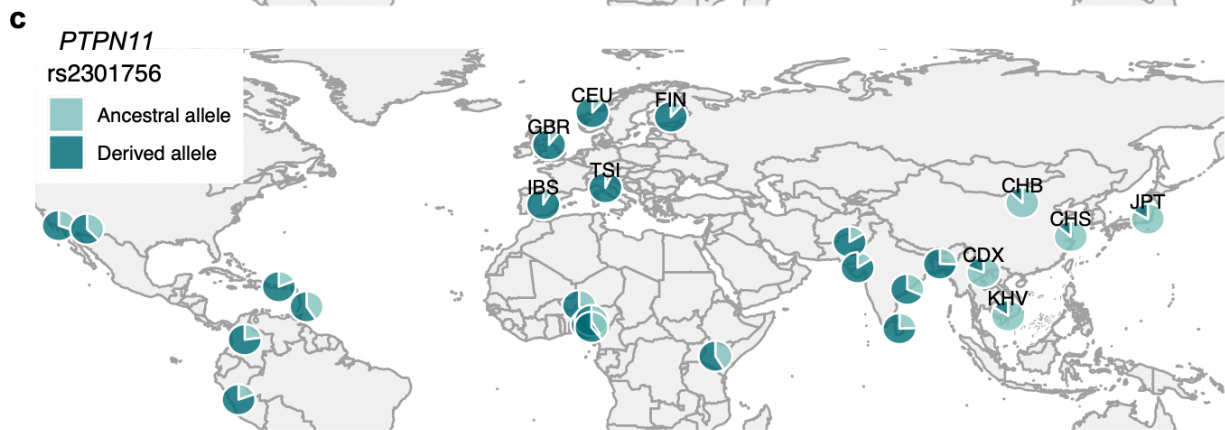 c
PTPN11
rs2301756
Ancestral allele
Derived allele
CEU
FIN
GBR
TSI
IBS
CHB
JPT
CHS
CDX
KHV